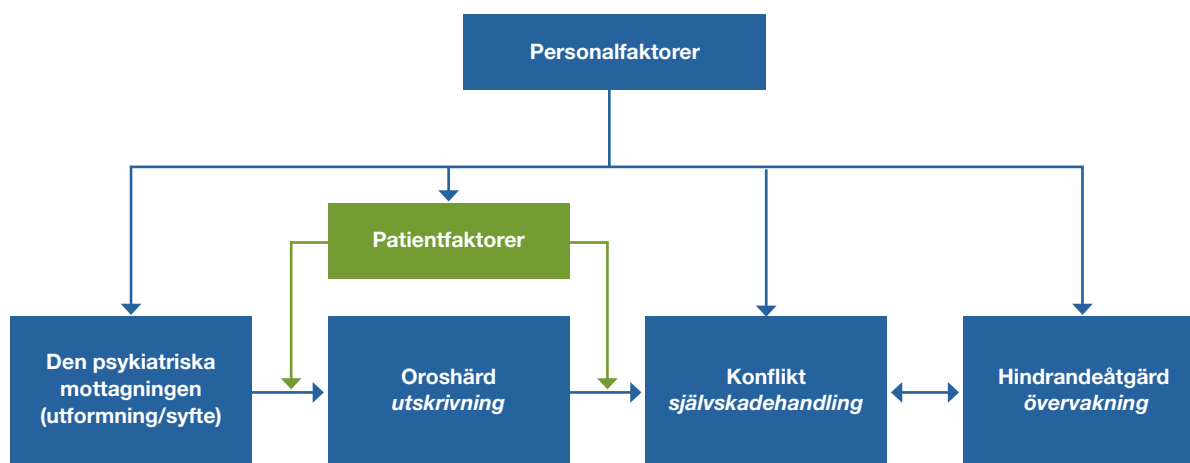 Personalfaktorer
Patientfaktorer
Den psykiatriska
mottagningen
(utformning/syfte)
Oroshärd
utskrivning
Konflikt
självskadehandling
Hindrandeåtgärd
övervakning